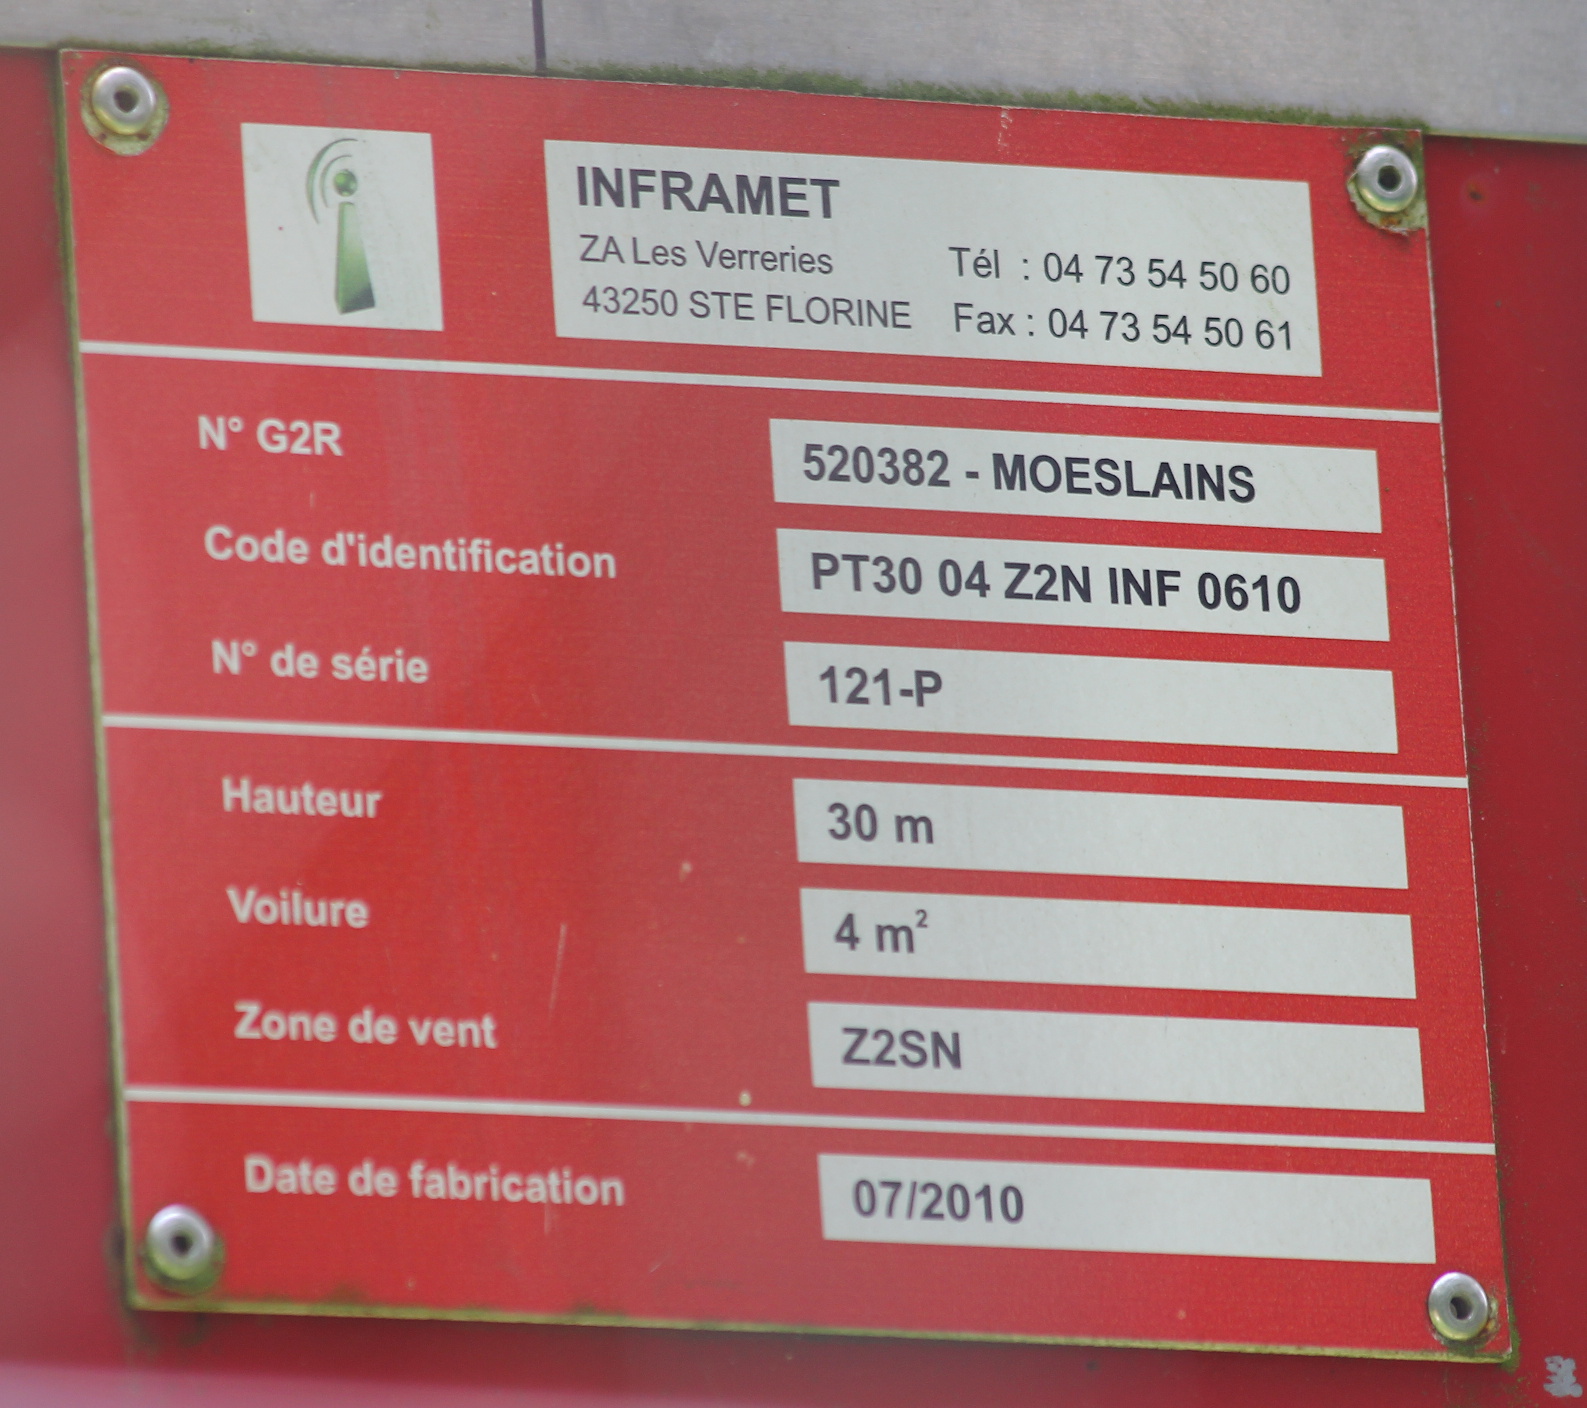 INFRAMET
ZA Les Verreries
43250 STE FLORINE
Tél : 04 73 54 50 60
Fax : 04 73 54 50 61
N° G2R 520382 - MOESLAINS
Code d'identification PT30 04 Z2N INF 0610
N° de série 121-P
Hauteur 30 m
Voilure 4 m²
Zone de vent Z2SN
Date de fabrication 07/2010